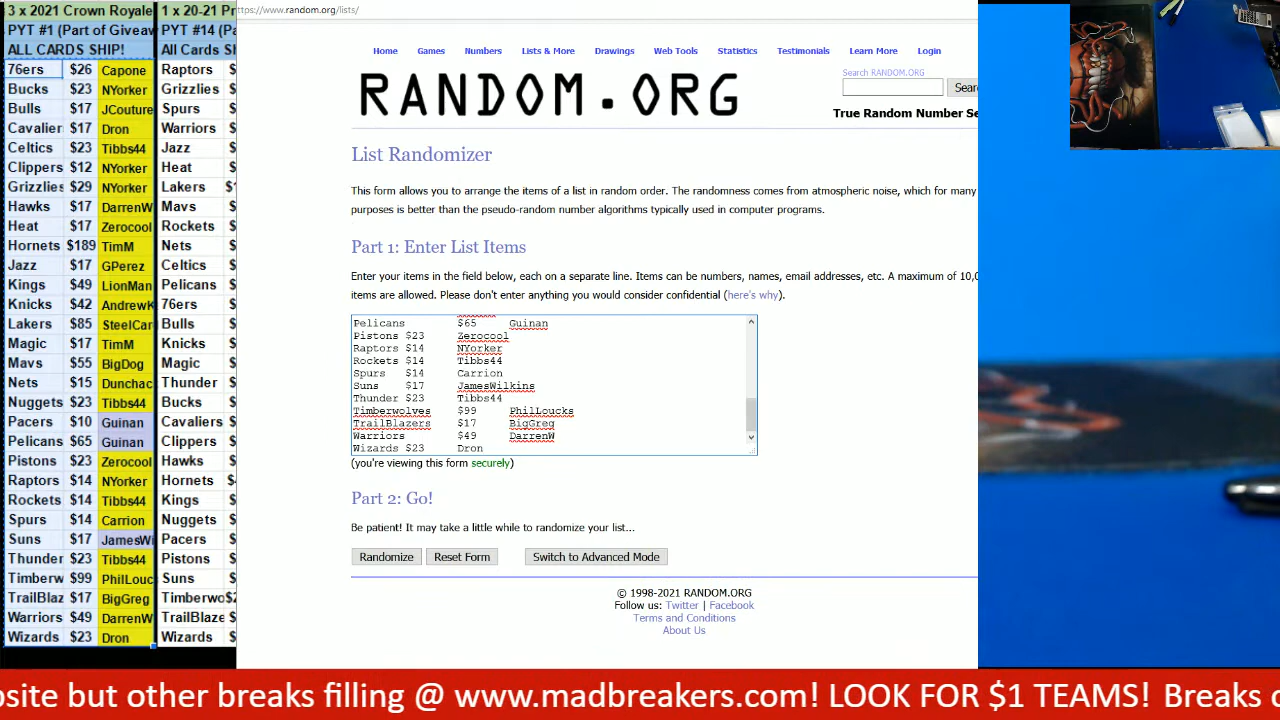 3 x 2021 Crown Royale
PYT #1 (Part of Giveaw
ALL CARDS SHIP!
76ers $26 Capone
Bucks $23 NYorker
Bulls $17 JCouture
Cavalier $17 Dron
Celtics $23 Tibbs44
Clippers $12 NYorker
Grizzlies $29 NYorker
Hawks $17 DarrenW
Heat $17 Zerocool
Hornets $189 TimM
Jazz $17 GPerez
Kings $49 LionMan
Knicks $42 AndrewK
Lakers $85 SteelCar
Magic $17 TimM
Mavs $55 BigDog
Nets $15 Dunchac
Nuggets $23 Tibbs44
Pacers $10 Guinan
Pelicans $65 Guinan
Pistons $23 Zerocool
Raptors $14 NYorker
Rockets $14 Tibbs44
Spurs $14 Carrion
Suns $17 JamesWi
Thunder $23 Tibbs44
Timberw $99 PhilLouc
TrailBlaz $17 BigGreg
Warriors $49 DarrenW
Wizards $23 Dron
1 x 20-21 P
PYT #14 (P
All Cards S
Raptors $
Grizzlies $
Spurs $
Warriors $
Jazz $
Heat $
Lakers $1
Mavs $
Rockets $
Nets $
Celtics $
Pelicans $
76ers $
Bulls $
Knicks $
Magic $
Thunder $
Bucks $
Cavaliers $
Clippers $
Hawks $
Hornets $4
Kings $
Nuggets $
Pacers $
Pistons $
Suns $
Timberwo $2
TrailBlaze $
Wizards $
https://www.random.org/lists/
Home Games Numbers Lists & More Drawings Web Tools Statistics Testimonials Learn More Login
RANDOM.ORG
Search RANDOM.ORG
Sear
True Random Number Se
List Randomizer
This form allows you to arrange the items of a list in random order. The randomness comes from atmospheric noise, which for many
purposes is better than the pseudo-random number algorithms typically used in computer programs.
Part 1: Enter List Items
Enter your items in the field below, each on a separate line. Items can be numbers, names, email addresses, etc. A maximum of 10,0
items are allowed. Please don't enter anything you would consider confidential (here's why).
Pelicans $65 Guinan
Pistons $23 Zerocool
Raptors $14 NYorker
Rockets $14 Tibbs44
Spurs $14 Carrion
Suns $17 JamesWilkins
Thunder $23 Tibbs44
Timberwolves $99 PhilLoucks
TrailBlazers $17 BigGreg
Warriors $49 DarrenW
Wizards $23 Dron
(you're viewing this form securely)
Part 2: Go!
Be patient! It may take a little while to randomize your list...
Randomize Reset Form Switch to Advanced Mode
© 1998-2021 RANDOM.ORG
Follow us: Twitter | Facebook
Terms and Conditions
About Us
osite but other breaks filling @ www.madbreakers.com! LOOK FOR $1 TEAMS! Breaks